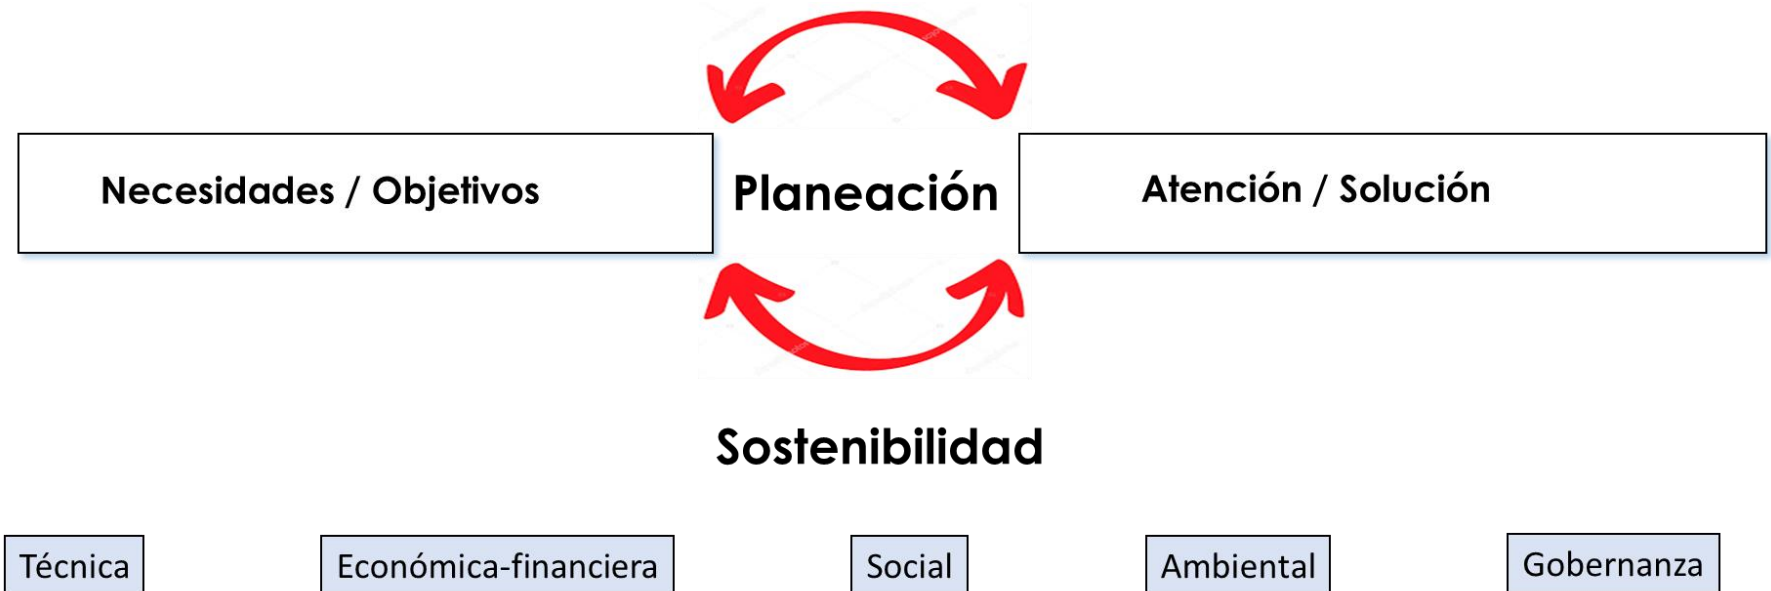 Necesidades / Objetivos
Planeación
Atención / Solución
Sostenibilidad
Técnica
Económica-financiera
Social
Ambiental
Gobernanza